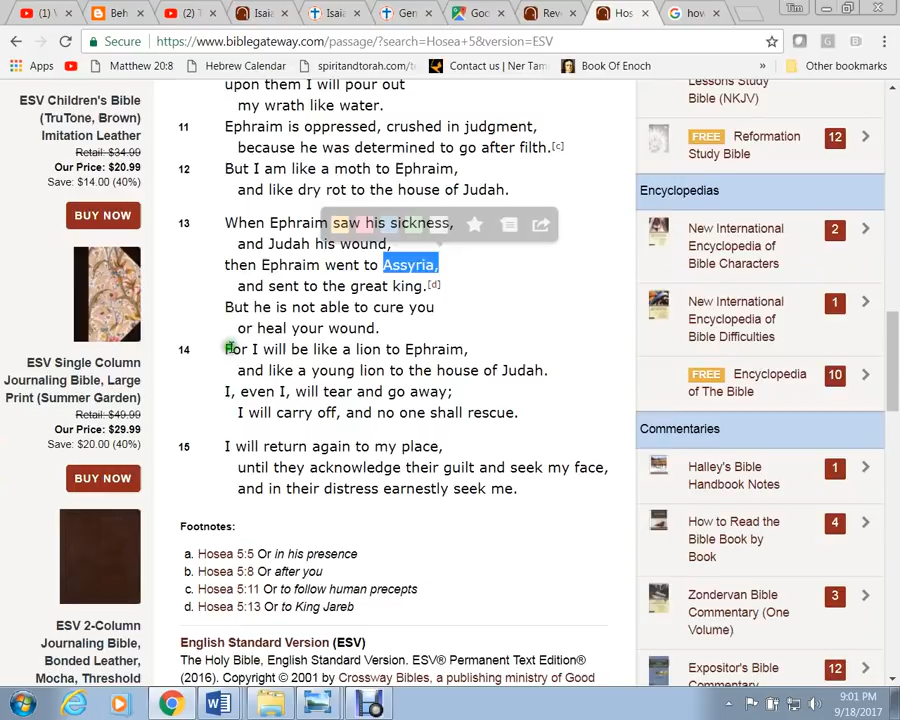 (1) \
Beh
(2) T
Isaia
Isaia
Gen
Goo
Rev
Hos
how
Tim
Secure
https://www.biblegateway.com/passage/?search=Hosea+5&version=ESV
Apps
Matthew 20:8
Hebrew Calendar
spiritandtorah.com/t
Contact us | Ner Tam
Book Of Enoch
»
Other bookmarks
ESV Children's Bible
(TruTone, Brown)
Imitation Leather
Retail: $34.99
Our Price: $20.99
Save: $14.00 (40%)
BUY NOW
ESV Single Column
Journaling Bible, Large
Print (Summer Garden)
Retail: $49.99
Our Price: $29.99
Save: $20.00 (40%)
BUY NOW
ESV 2-Column
Journaling Bible,
Bonded Leather,
Mocha, Threshold
upon them I will pour out
my wrath like water.
11 Ephraim is oppressed, crushed in judgment,
because he was determined to go after filth.[c]
12 But I am like a moth to Ephraim,
and like dry rot to the house of Judah.
13 When Ephraim saw his sickness,
and Judah his wound,
then Ephraim went to Assyria,
and sent to the great king.[d]
But he is not able to cure you
or heal your wound.
14 For I will be like a lion to Ephraim,
and like a young lion to the house of Judah.
I, even I, will tear and go away;
I will carry off, and no one shall rescue.
15 I will return again to my place,
until they acknowledge their guilt and seek my face,
and in their distress earnestly seek me.
Footnotes:
a. Hosea 5:5 Or in his presence
b. Hosea 5:8 Or after you
c. Hosea 5:11 Or to follow human precepts
d. Hosea 5:13 Or to King Jareb
English Standard Version (ESV)
The Holy Bible, English Standard Version. ESV® Permanent Text Edition®
(2016). Copyright © 2001 by Crossway Bibles, a publishing ministry of Good
Lessons Study
Bible (NKJV)
FREE Reformation
Study Bible
12
Encyclopedias
New International
Encyclopedia of
Bible Characters
2
New International
Encyclopedia of
Bible Difficulties
1
FREE Encyclopedia
of The Bible
10
Commentaries
Halley's Bible
Handbook Notes
1
How to Read the
Bible Book by
Book
4
Zondervan Bible
Commentary (One
Volume)
3
Expositor's Bible
Commentary
12
9:01 PM
9/18/2017